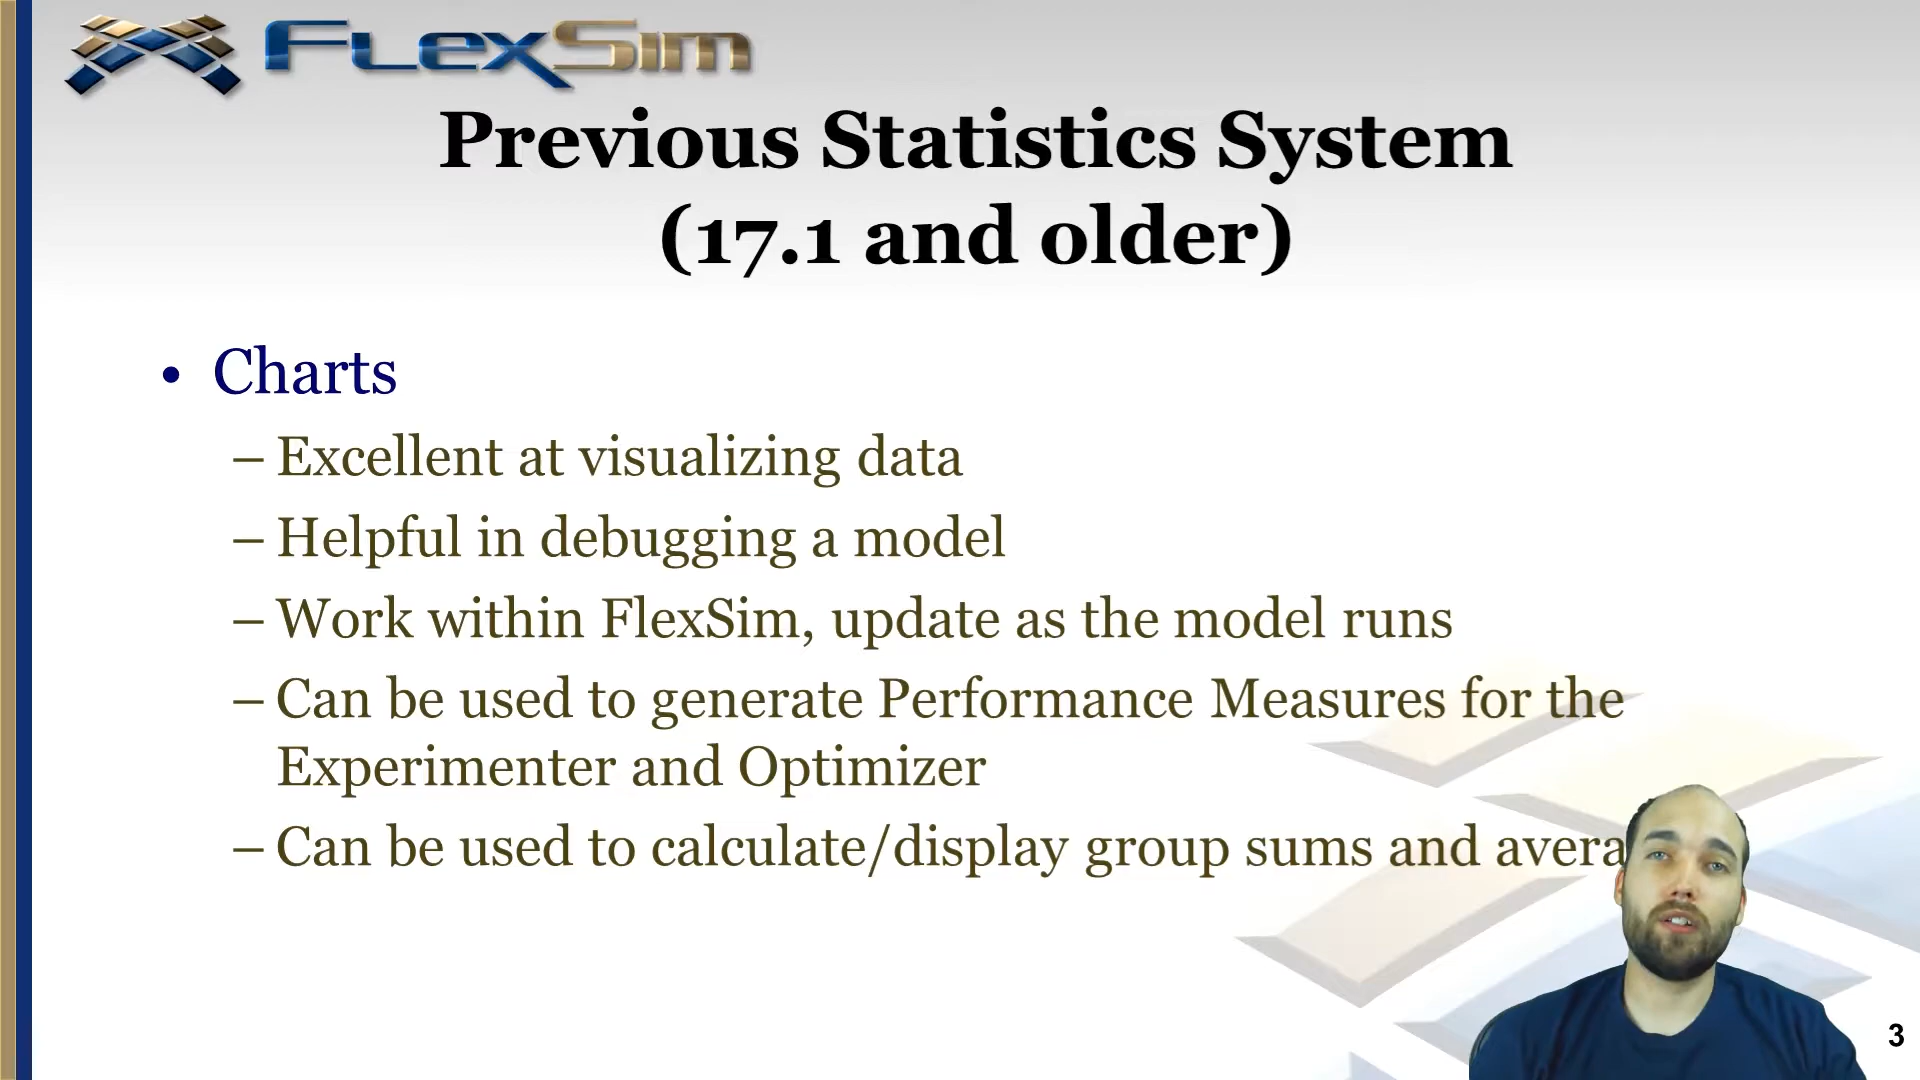 FlexSim
Previous Statistics System
(17.1 and older)
• Charts
– Excellent at visualizing data
– Helpful in debugging a model
– Work within FlexSim, update as the model runs
– Can be used to generate Performance Measures for the
Experimenter and Optimizer
– Can be used to calculate/display group sums and
3